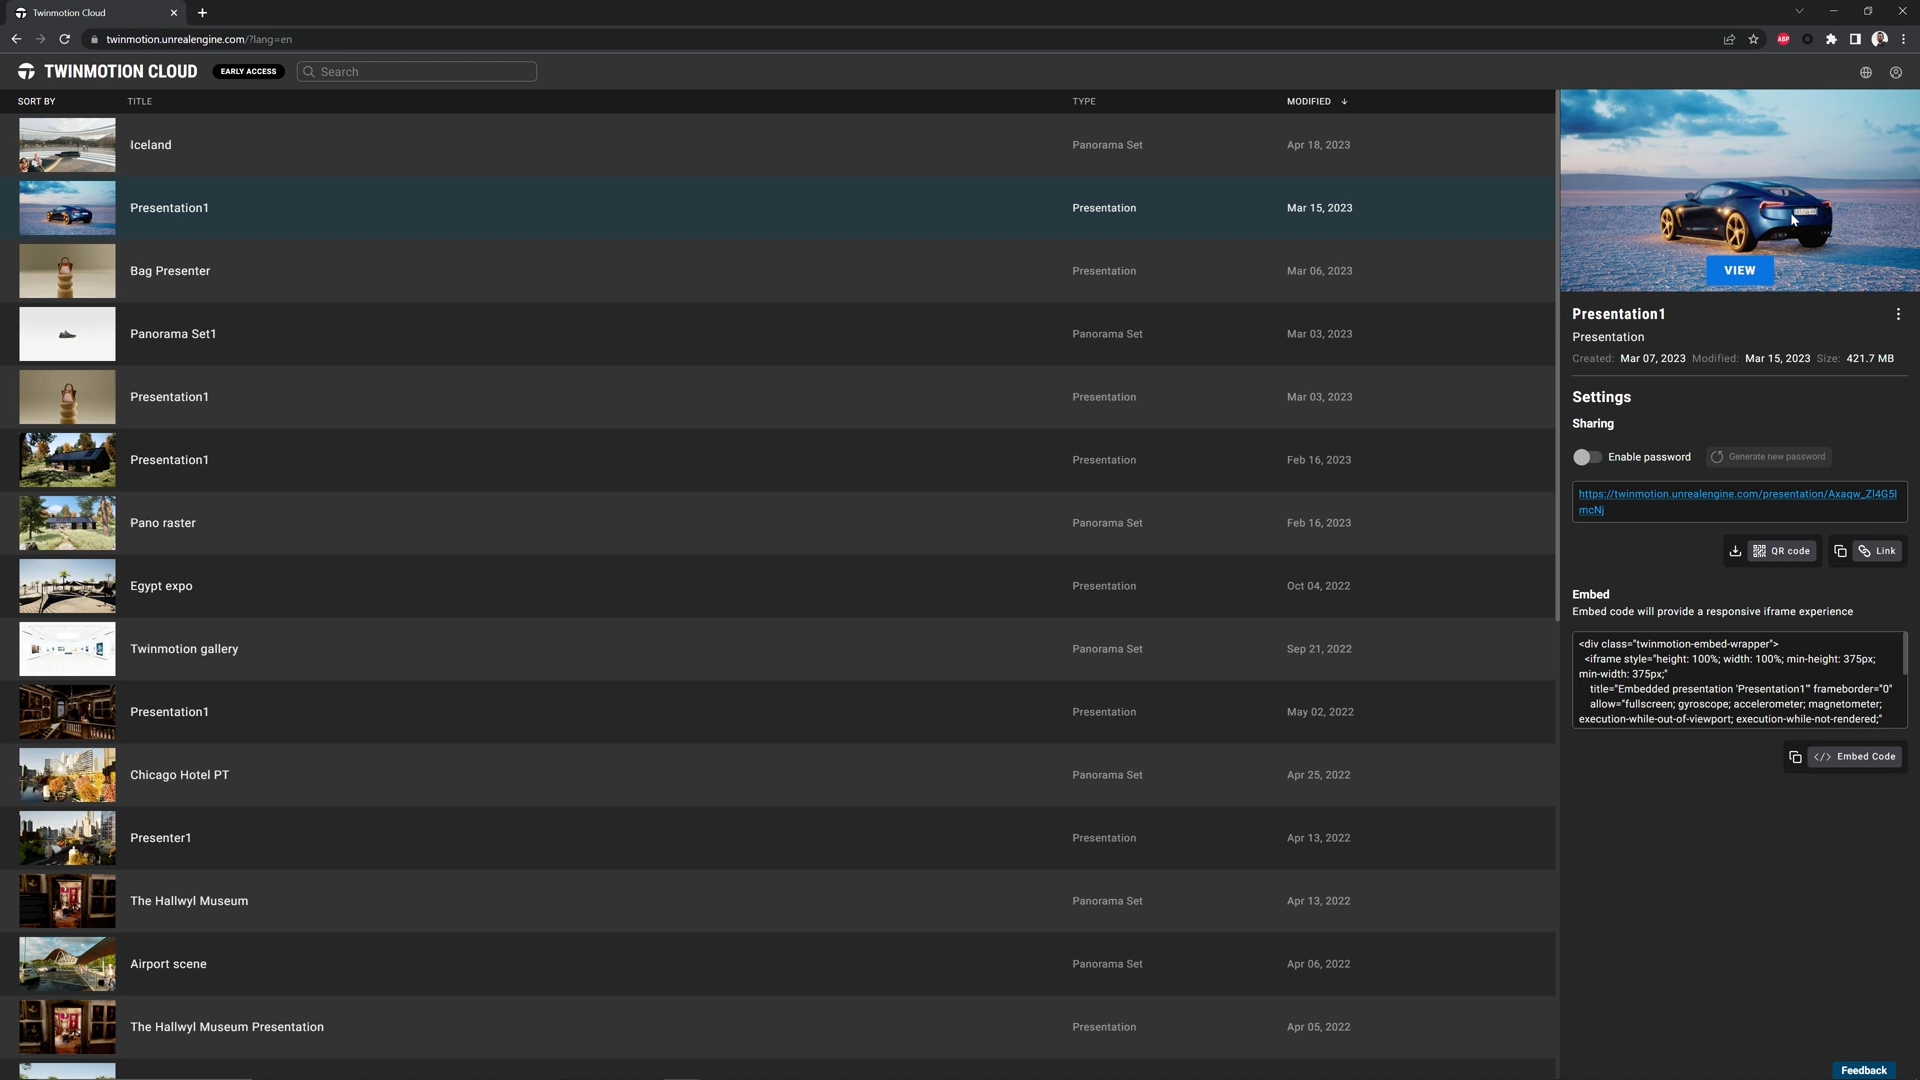 Twinmotion Cloud
twinmotion.unrealengine.com/?lang=en
ABP
TWINMOTION CLOUD EARLY ACCESS Search
SORT BY TITLE TYPE MODIFIED
Iceland Panorama Set Apr 18, 2023
Presentation1 Presentation Mar 15, 2023
Bag Presenter Presentation Mar 06, 2023
Panorama Set1 Panorama Set Mar 03, 2023
Presentation1 Presentation Mar 03, 2023
Presentation1 Presentation Feb 16, 2023
Pano raster Panorama Set Feb 16, 2023
Egypt expo Presentation Oct 04, 2022
Twinmotion gallery Panorama Set Sep 21, 2022
Presentation1 Presentation May 02, 2022
Chicago Hotel PT Panorama Set Apr 25, 2022
Presenter1 Presentation Apr 13, 2022
The Hallwyl Museum Panorama Set Apr 13, 2022
Airport scene Panorama Set Apr 06, 2022
The Hallwyl Museum Presentation Presentation Apr 05, 2022
VIEW
Presentation1
Presentation
Created: Mar 07, 2023 Modified: Mar 15, 2023 Size: 421.7 MB
Settings
Sharing
Enable password Generate new password
https://twinmotion.unrealengine.com/presentation/Axaqw_Zl4G5l
mcNj
QR code Link
Embed
Embed code will provide a responsive iframe experience
<div class="twinmotion-embed-wrapper">
<iframe style="height: 100%; width: 100%; min-height: 375px;
min-width: 375px;"
title="Embedded presentation 'Presentation1'" frameborder="0"
allow="fullscreen; gyroscope; accelerometer; magnetometer;
execution-while-out-of-viewport; execution-while-not-rendered;"
</> Embed Code
Feedback